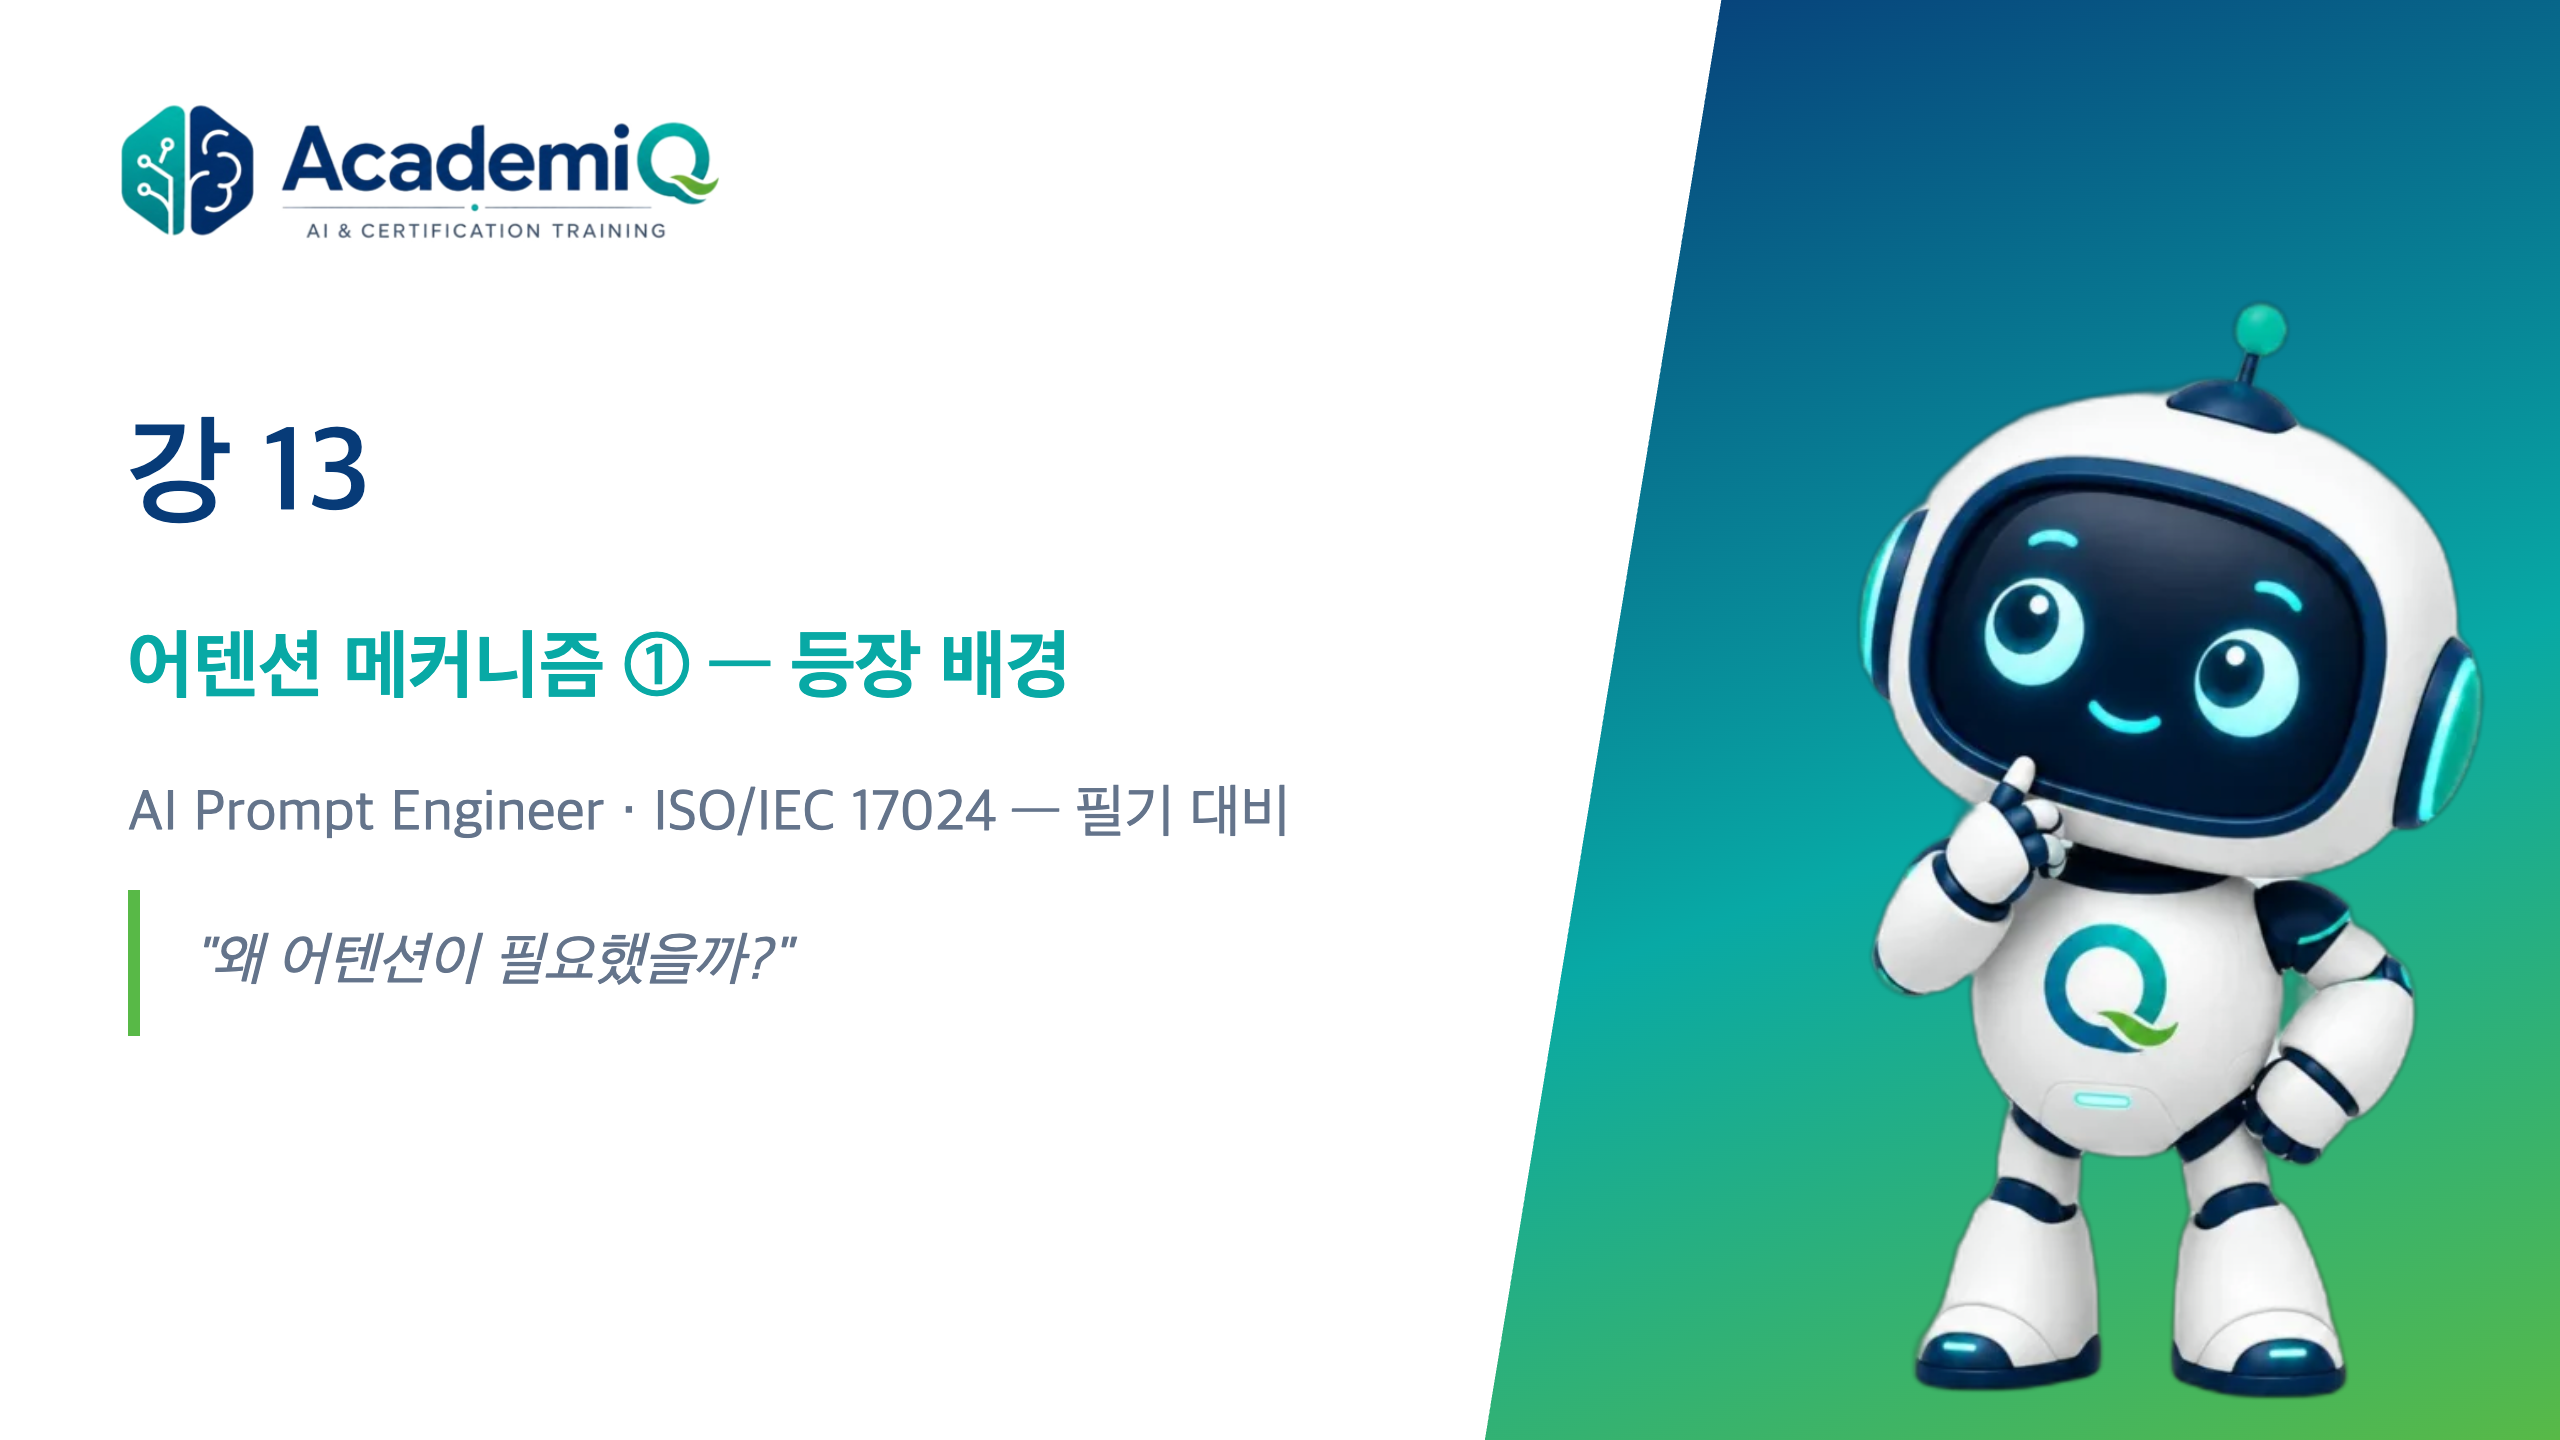 AcademiQ
AI & CERTIFICATION TRAINING
강 13
어텐션 메커니즘 ① — 등장 배경
AI Prompt Engineer · ISO/IEC 17024 — 필기 대비
"왜 어텐션이 필요했을까?"
Q